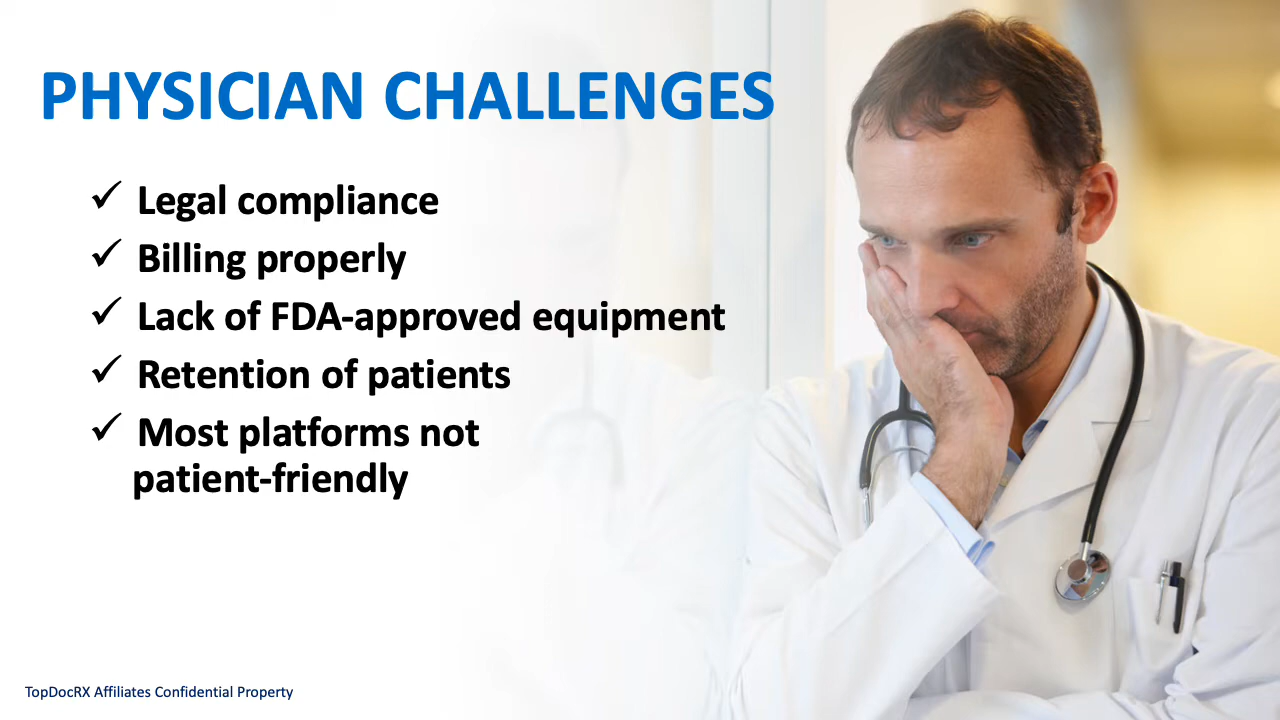 PHYSICIAN CHALLENGES
✓ Legal compliance
✓ Billing properly
✓ Lack of FDA-approved equipment
✓ Retention of patients
✓ Most platforms not
patient-friendly
TopDocRX Affiliates Confidential Property